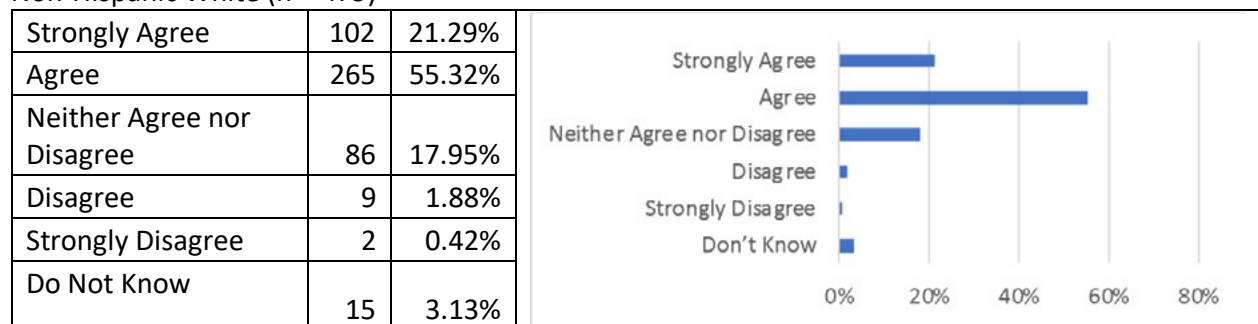 Hispanic White (n =
Strongly Agree 102 21.29%
Agree 265 55.32%
Neither Agree nor
Disagree 86 17.95%
Disagree 9 1.88%
Strongly Disagree 2 0.42%
Do Not Know
15 3.13%
Strongly Agree
Agree
Neither Agree nor Disagree
Disagree
Strongly Disagree
Don’t Know
0% 20% 40% 60% 80%